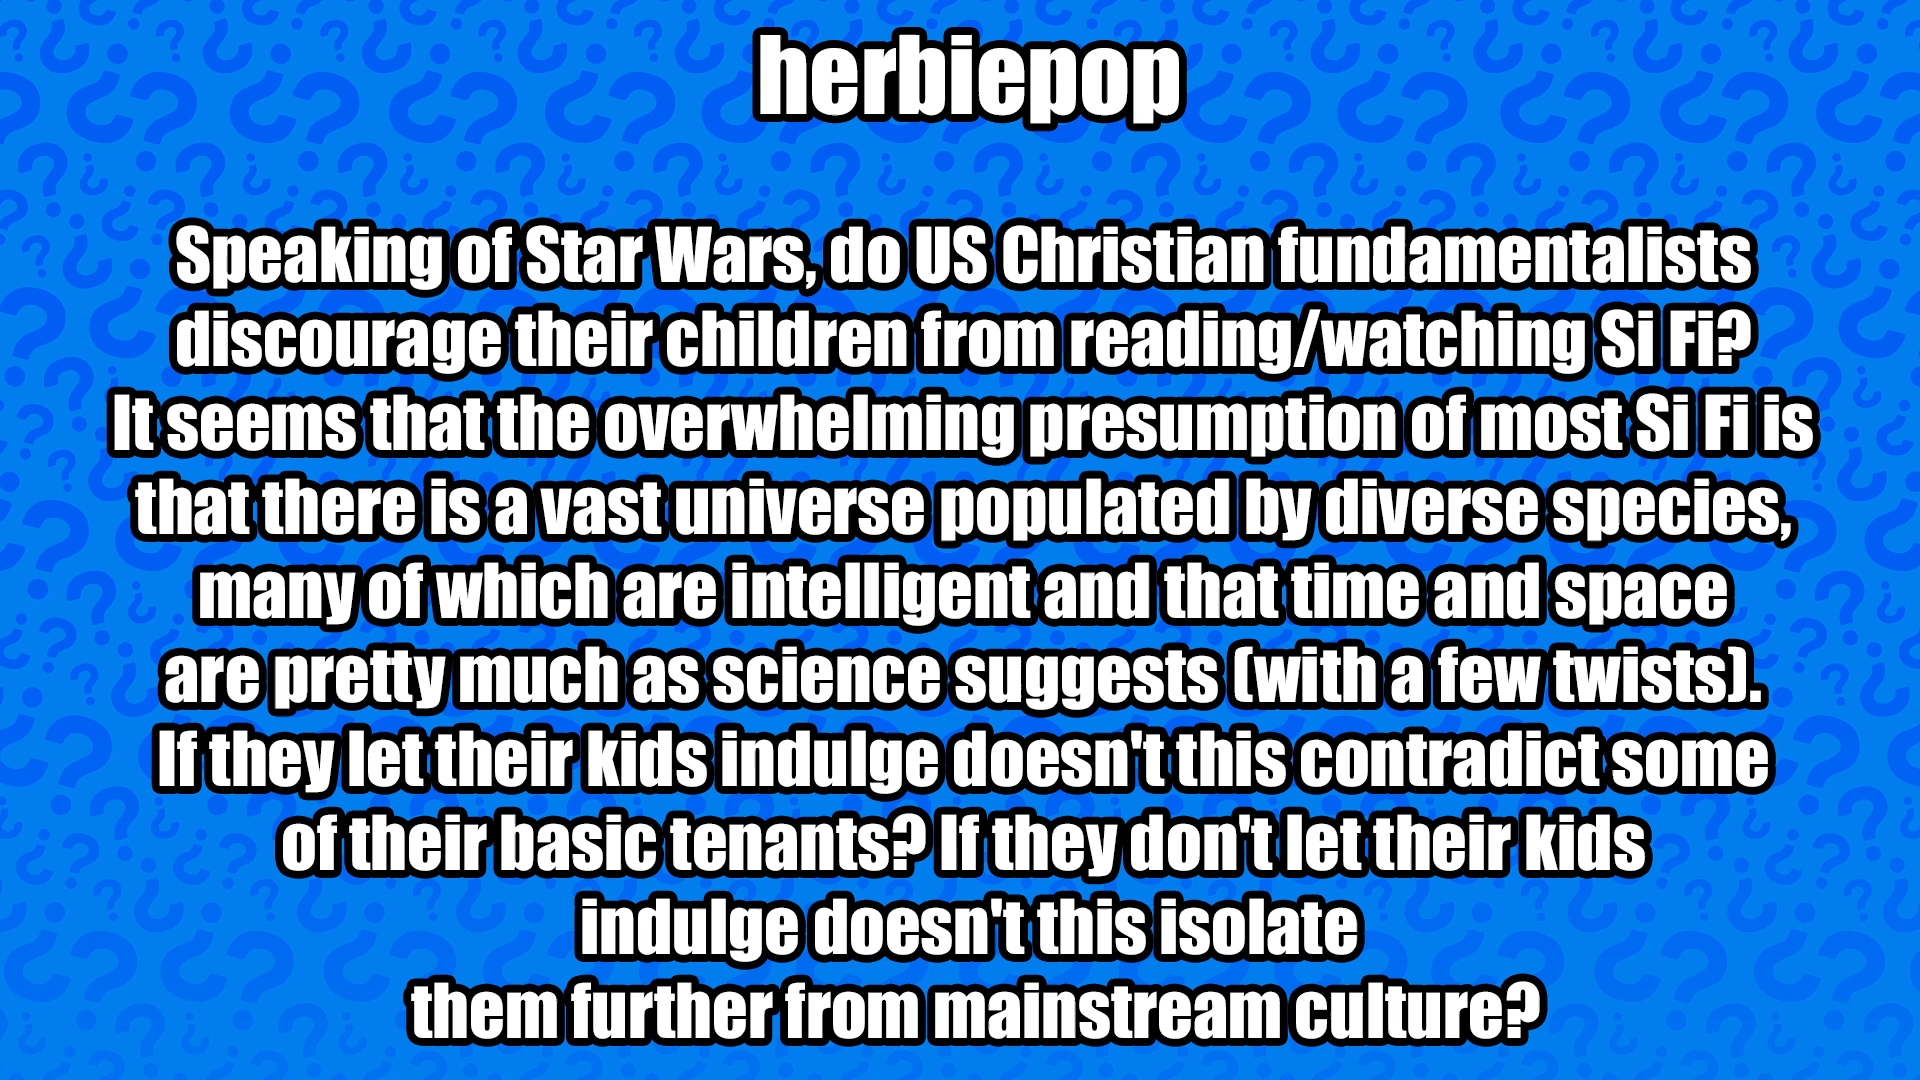 herbiepop
Speaking of Star Wars, do US Christian fundamentalists
discourage their children from reading/watching Si Fi?
It seems that the overwhelming presumption of most Si Fi is
that there is a vast universe populated by diverse species,
many of which are intelligent and that time and space
are pretty much as science suggests (with a few twists).
If they let their kids indulge doesn't this contradict some
of their basic tenants? If they don't let their kids
indulge doesn't this isolate
them further from mainstream culture?